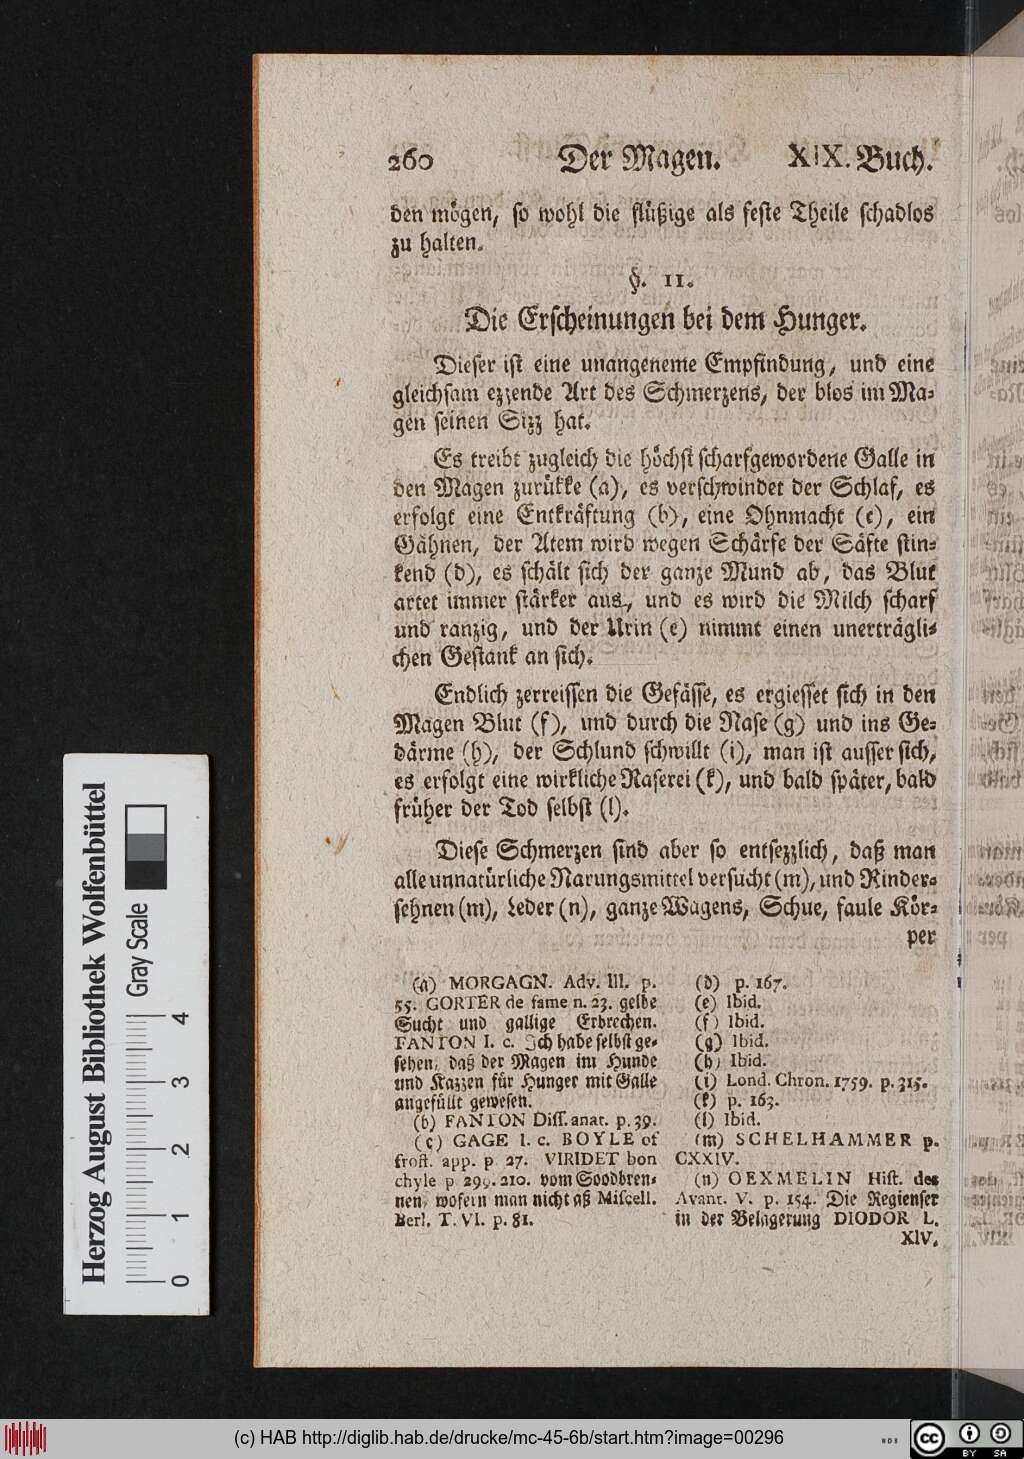 260 Der Magen. XIX. Buch.
den mögen, so wohl die flüßige als feste Theile schadlos
zu halten.
§. 11.
Die Erscheinungen bei dem Hunger.
Dieser ist eine unangeneme Empfindung, und eine
gleichsam ezzende Art des Schmerzens, der blos im Ma-
gen seinen Sizz hat.
Es treibt zugleich die höchst scharfgewordene Galle in
den Magen zurükke (a), es verschwindet der Schlaf, es
erfolgt eine Entkräftung (b), eine Ohnmacht (c), ein
Gähnen, der Atem wird wegen Schärfe der Säfte stin-
kend (d), es schält sich der ganze Mund ab, das Blut
artet immer stärker aus, und es wird die Milch scharf
und ranzig, und der Urin (e) nimmt einen unerträgli-
chen Gestank an sich.
Endlich zerreissen die Gefässe, es ergiesset sich in den
Magen Blut (f), und durch die Nase (g) und ins Ge-
därme (h), der Schlund schwillt (i), man ist ausser sich,
es erfolgt eine wirkliche Raserei (k), und bald später, bald
früher der Tod selbst (l).
Diese Schmerzen sind aber so entsezzlich, daß man
alle unnatürliche Narungsmittel versucht (m), und Rinder-
sehnen (m), Leder (n), ganze Wagens, Schue, faule Kör-
per
(a) MORGAGN. Adv. III. p.
55. GORTER de fame n. 23. gelbe
Sucht und gallige Erbrechen.
FANTON I. c. Ich habe selbst ge-
sehen, daß der Magen im Hunde
und Kazzen für Hunger mit Galle
angefüllt gewesen.
(b) FANTON Diss. anat. p. 39.
(c) GAGE l. c. BOYLE of
frost. app. p 27. VIRIDET bon
chyle p 299. 210. vom Soodbren-
nen, wofern man nicht aß Miscell.
Berl. T. VI. p. 81.
(d) p. 167.
(e) Ibid.
(f) Ibid.
(g) Ibid.
(h) Ibid.
(i) Lond. Chron. 1759. p. 315.
(k) p. 163.
(l) Ibid.
(m) SCHELHAMMER p.
CXXIV.
(n) OEXMELIN Hist. des
Avant. V. p. 154. Die Regienser
in der Belagerung DIODOR L.
XIV.
Herzog August Bibliothek Wolfenbüttel
Gray Scale
0 1 2 3 4
(c) HAB http://diglib.hab.de/drucke/mc-45-6b/start.htm?image=00296
WDB
cc BY SA